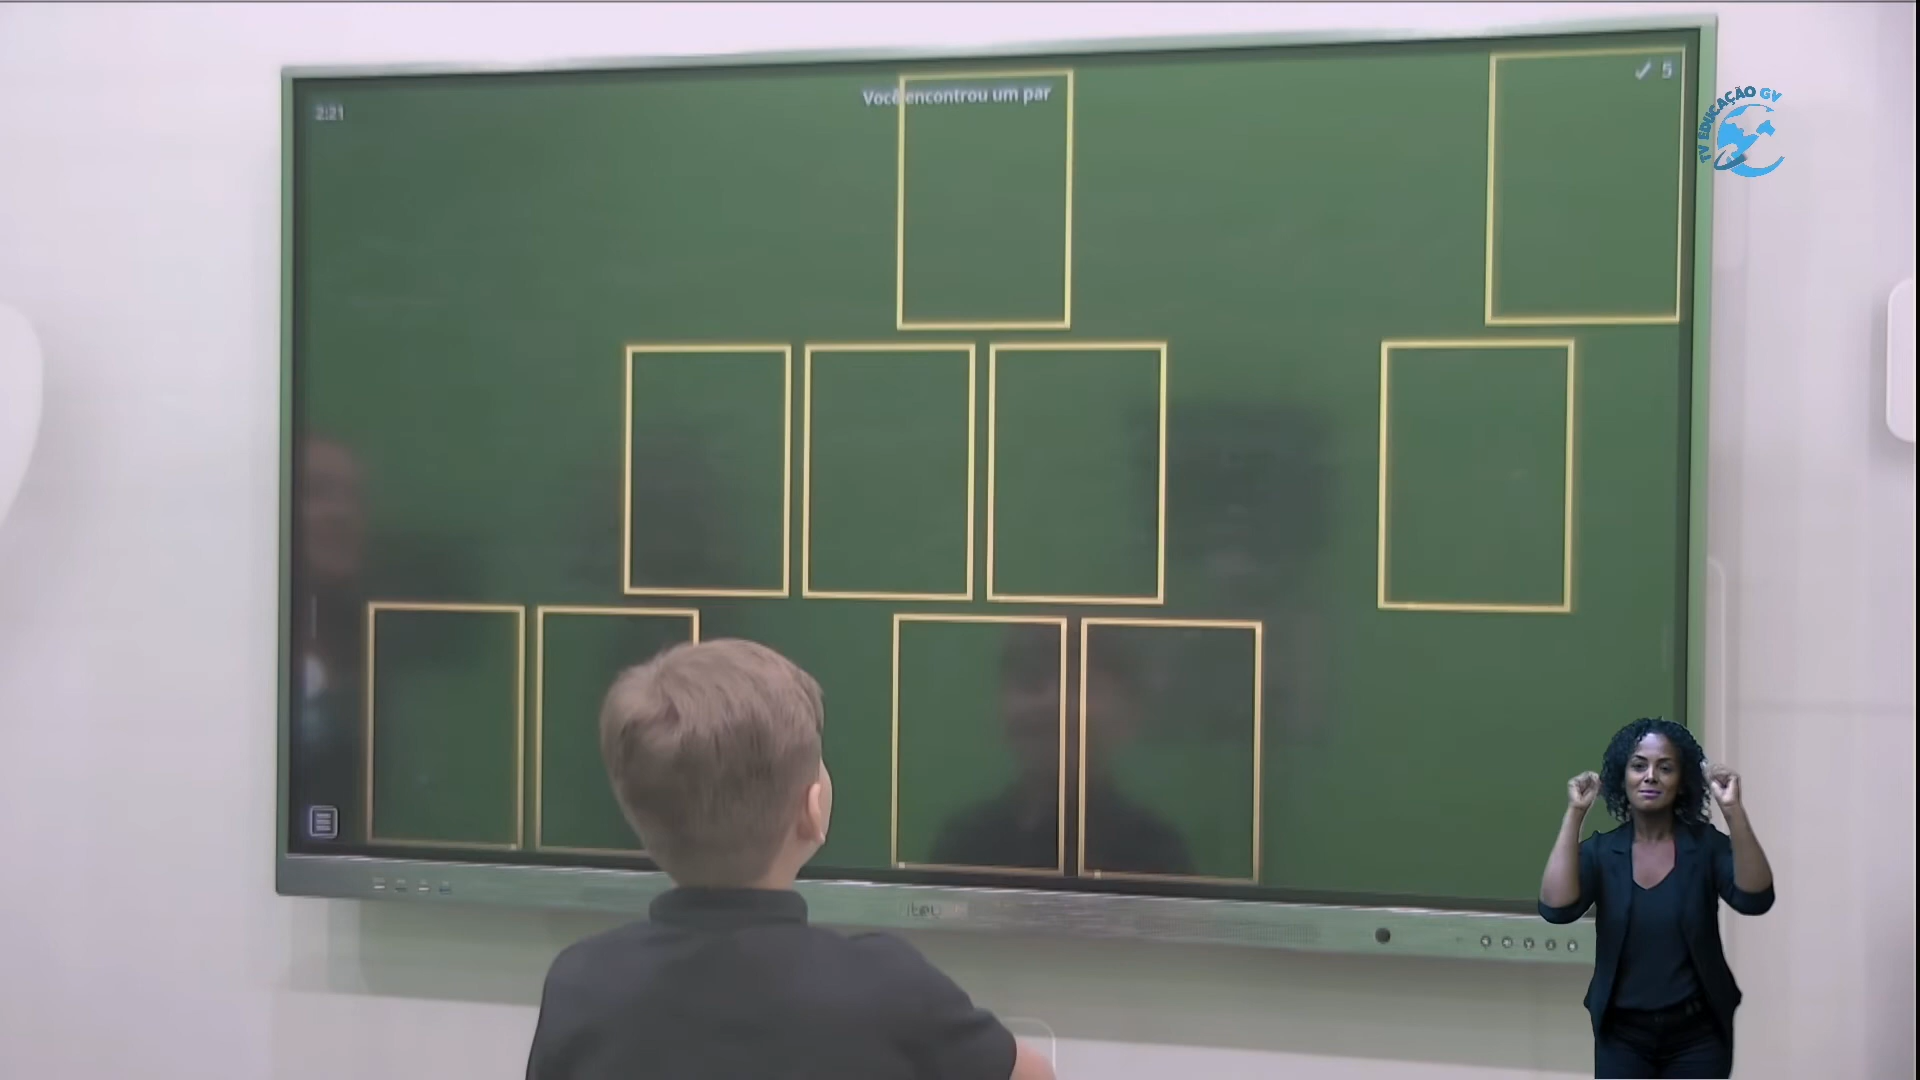 2:21
Você encontrou um par
✓ 5
TV EDUCAÇÃO GV